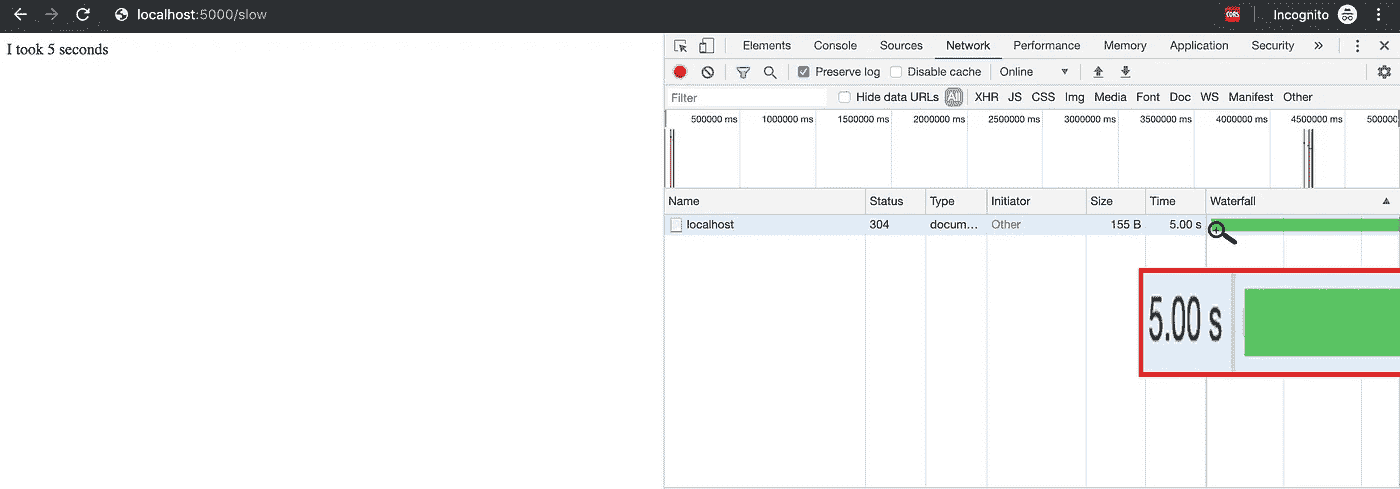 localhost:5000/slow
CORS
Incognito
I took 5 seconds
Elements Console Sources Network Performance Memory Application Security »
Preserve log Disable cache Online ▼
Filter Hide data URLs All XHR JS CSS Img Media Font Doc WS Manifest Other
500000 ms 1000000 ms 1500000 ms 2000000 ms 2500000 ms 3000000 ms 3500000 ms 4000000 ms 4500000 ms 500000
Name Status Type Initiator Size Time Waterfall ▲
localhost 304 docum... Other 155 B 5.00 s
5.00 s